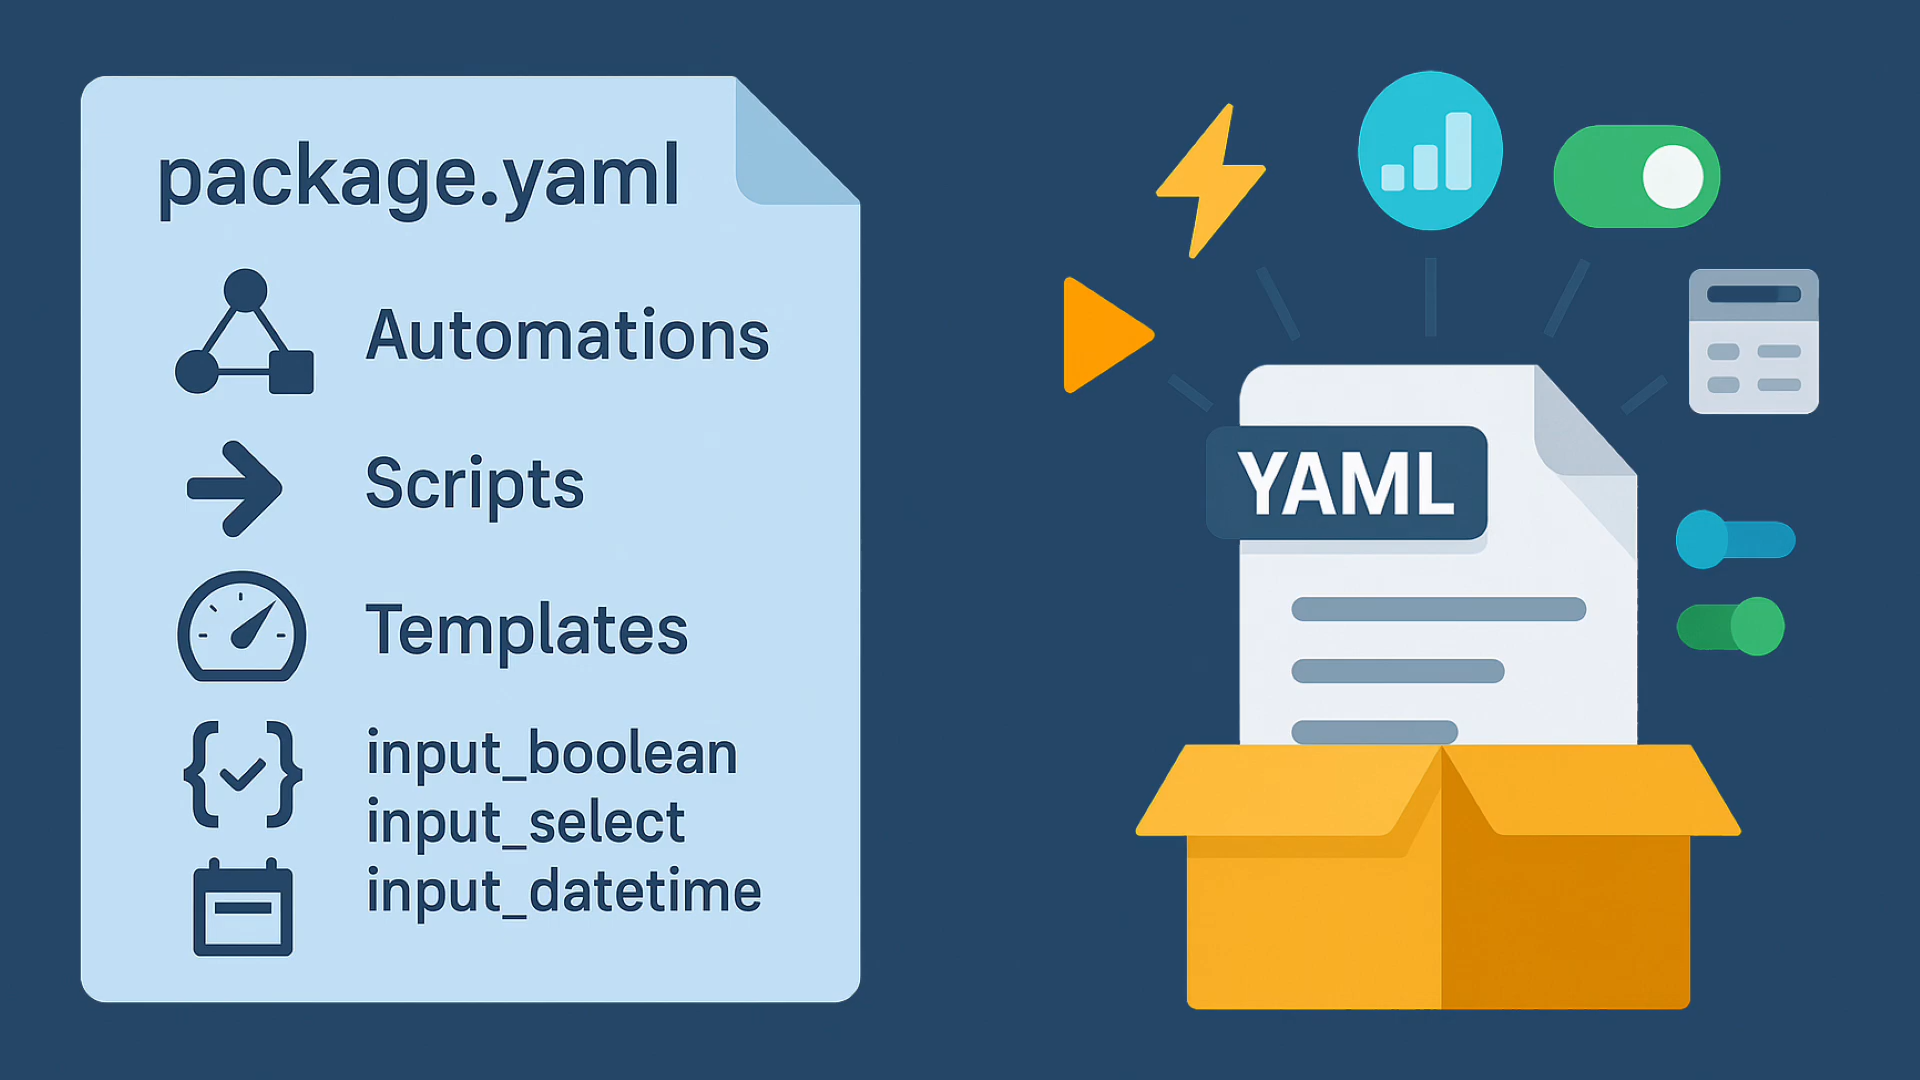 package.yaml
Automations
Scripts
Templates
input_boolean
input_select
input_datetime
YAML